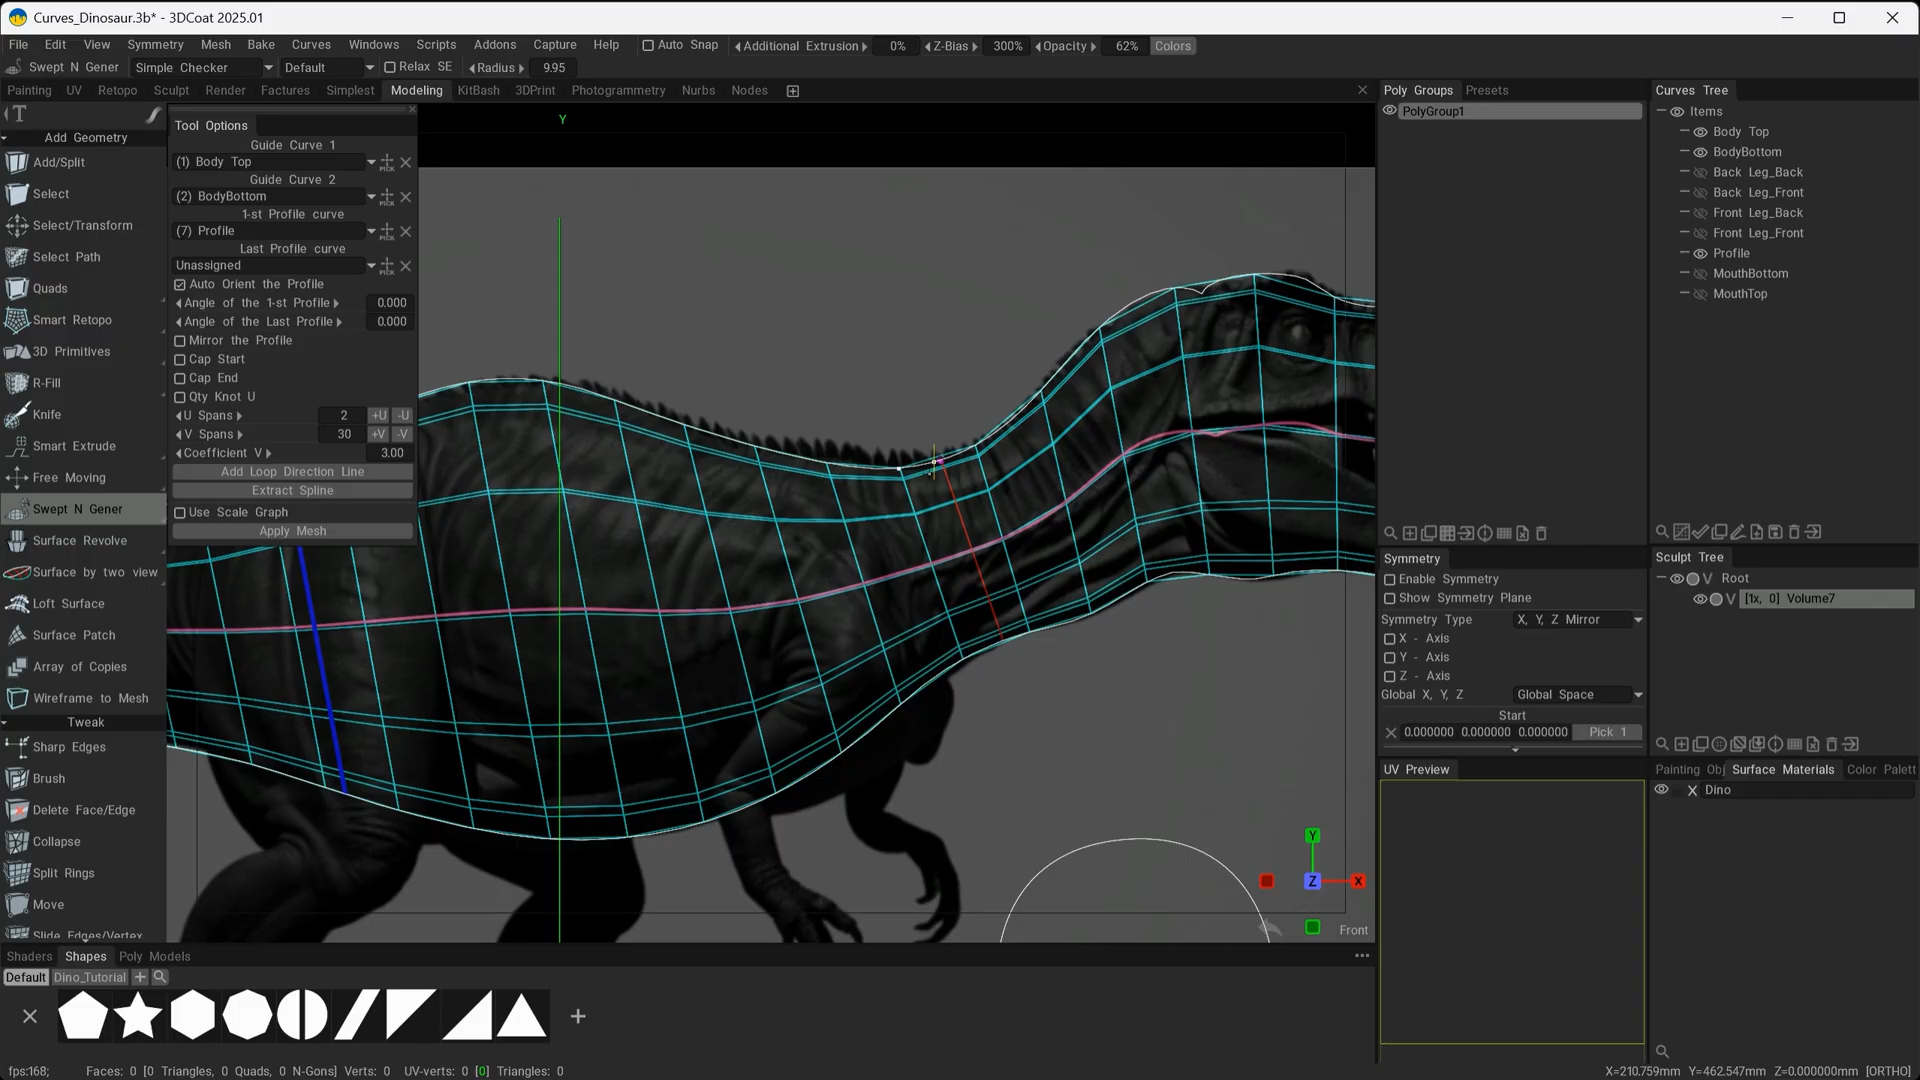 Curves_Dinosaur.3b* - 3DCoat 2025.01
File Edit View Symmetry Mesh Bake Curves Windows Scripts Addons Capture Help Auto Snap Additional Extrusion 0% Z-Bias 300% Opacity 62% Colors
Swept N Gener Simple Checker Default Relax SE Radius 9.95
Painting UV Retopo Sculpt Render Factures Simplest Modeling KitBash 3DPrint Photogrammetry Nurbs Nodes
T
Add Geometry
Add/Split
Select
Select/Transform
Select Path
Quads
Smart Retopo
3D Primitives
R-Fill
Knife
Smart Extrude
Free Moving
Swept N Gener
Surface Revolve
Surface by two view
Loft Surface
Surface Patch
Array of Copies
Wireframe to Mesh
Tweak
Sharp Edges
Brush
Delete Face/Edge
Collapse
Split Rings
Move
Slide Edges/Vertex
Tool Options
Guide Curve 1
(1) Body Top PICK
Guide Curve 2
(2) BodyBottom PICK
1-st Profile curve
(7) Profile PICK
Last Profile curve
Unassigned PICK
Auto Orient the Profile
Angle of the 1-st Profile 0.000
Angle of the Last Profile 0.000
Mirror the Profile
Cap Start
Cap End
Qty Knot U
U Spans 2 +U -U
V Spans 30 +V -V
Coefficient V 3.00
Add Loop Direction Line
Extract Spline
Use Scale Graph
Apply Mesh
Y
Y
Z X
Front
Poly Groups Presets
PolyGroup1
Symmetry
Enable Symmetry
Show Symmetry Plane
Symmetry Type X, Y, Z Mirror
X - Axis
Y - Axis
Z - Axis
Global X, Y, Z Global Space
Start
0.000000 0.000000 0.000000 Pick 1
UV Preview
Curves Tree
Items
Body Top
BodyBottom
Back Leg_Back
Back Leg_Front
Front Leg_Back
Front Leg_Front
Profile
MouthBottom
MouthTop
Sculpt Tree
V Root
V [1x, 0] Volume7
Painting Obj Surface Materials Color Palett
X Dino
Shaders Shapes Poly Models
Default Dino_Tutorial
fps:168; Faces: 0 [0 Triangles, 0 Quads, 0 N-Gons] Verts: 0 UV-verts: 0 [0] Triangles: 0 X=210.759mm Y=462.547mm Z=0.000000mm [ORTHO]